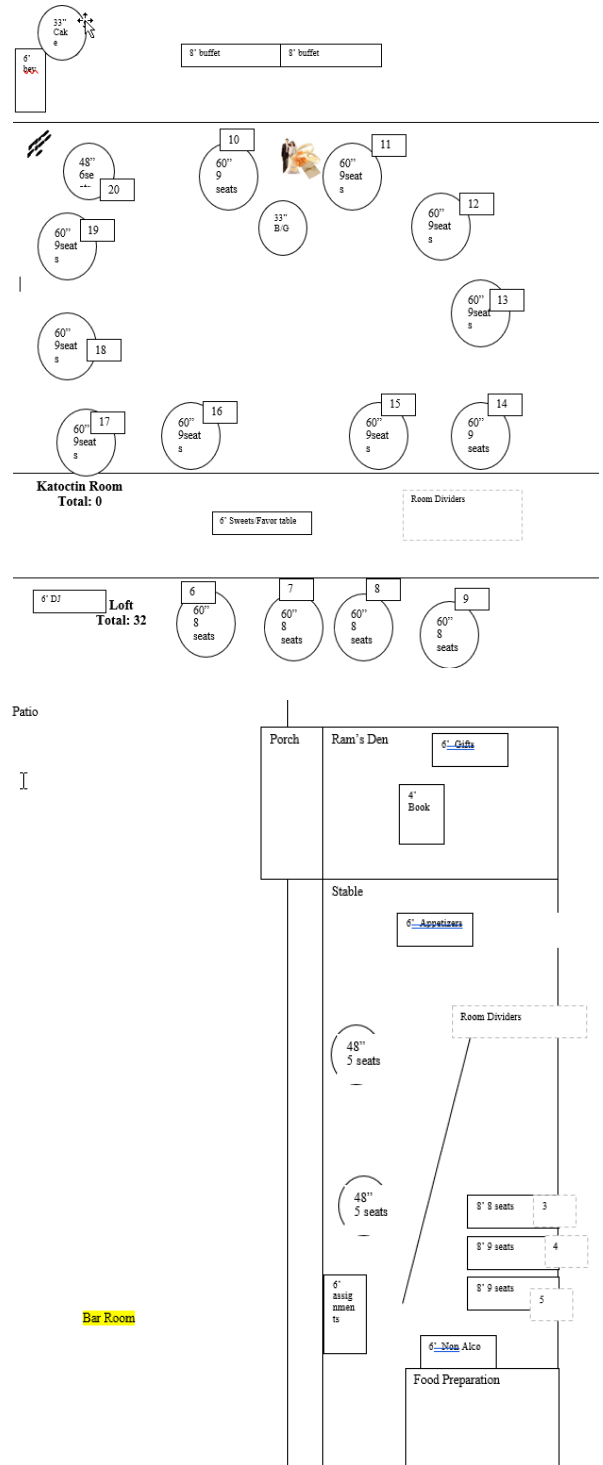 33”
Cak
e
6’
bev
8’ buffet
8’ buffet
10
60”
9
seats
11
60”
9seat
s
48”
6se
20
33”
B/G
12
60”
9seat
s
19
60”
9seat
s
13
60”
9seat
s
18
60”
9seat
s
17
60”
9seat
s
16
60”
9seat
s
15
60”
9seat
s
14
60”
9
seats
Katoctin Room
Total: 0
Room Dividers
6’ Sweets/Favor table
6’ DJ
Loft
Total: 32
6
60”
8
seats
7
60”
8
seats
8
60”
8
seats
9
60”
8
seats
Patio
Porch
Ram’s Den
6’ Gifts
4’
Book
Stable
6’ Appetizers
Room Dividers
48”
5 seats
48”
5 seats
8’ 8 seats
3
8’ 9 seats
4
8’ 9 seats
5
6’
assig
nmen
ts
Bar Room
6’ Non Alco
Food Preparation